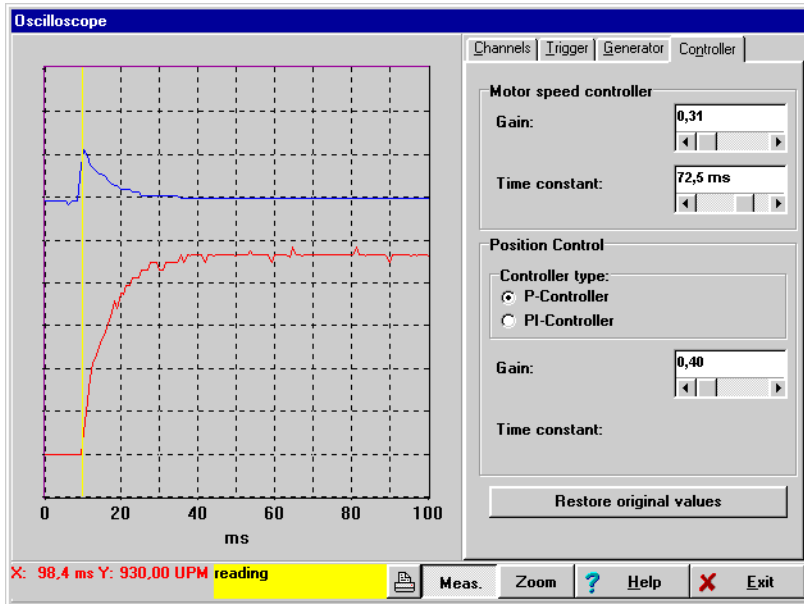 Oscilloscope
Channels Trigger Generator Controller
Motor speed controller
Gain: 0,31
Time constant: 72,5 ms
Position Control
Controller type:
P-Controller
PI-Controller
Gain: 0,40
Time constant:
Restore original values
0 20 40 60 80 100
ms
X: 98,4 ms Y: 930,00 UPM reading Meas. Zoom ? Help Exit